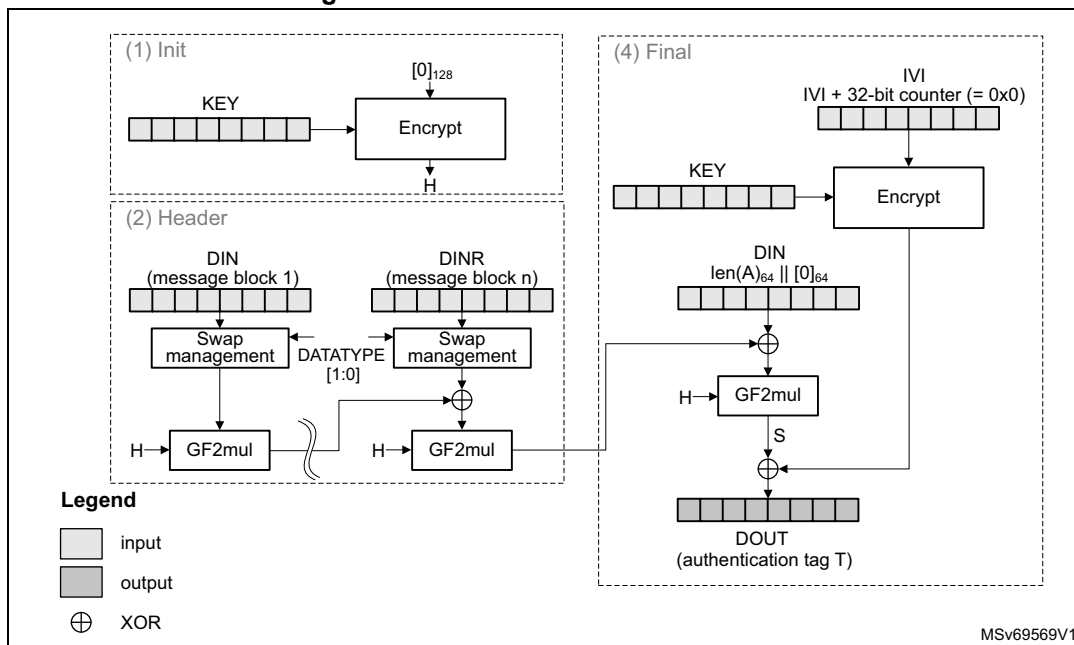 (1) Init
[0]128
KEY
Encrypt
H
(2) Header
DIN
(message block 1)
DINR
(message block n)
Swap
management
DATATYPE
[1:0]
Swap
management
H
GF2mul
H
GF2mul
(4) Final
IVI
IVI + 32-bit counter (= 0x0)
KEY
Encrypt
DIN
len(A)64 || [0]64
H
GF2mul
S
DOUT
(authentication tag T)
Legend
input
output
XOR
MSv69569V1